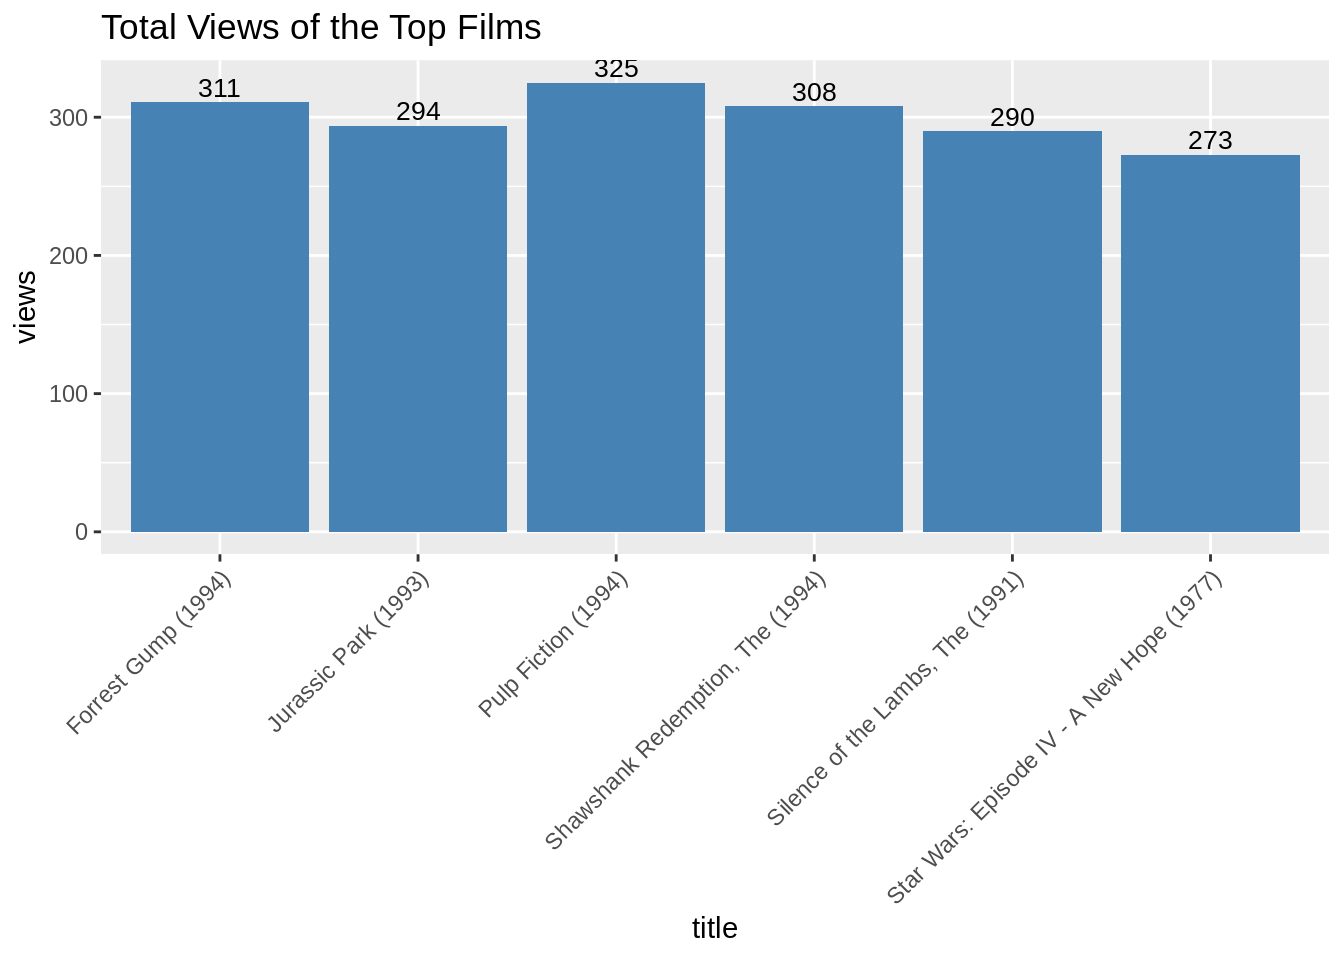 Total Views of the Top Films
views
300
200
100
0
311
294
325
308
290
273
Forrest Gump (1994)
Jurassic Park (1993)
Pulp Fiction (1994)
Shawshank Redemption, The (1994)
Silence of the Lambs, The (1991)
Star Wars: Episode IV - A New Hope (1977)
title